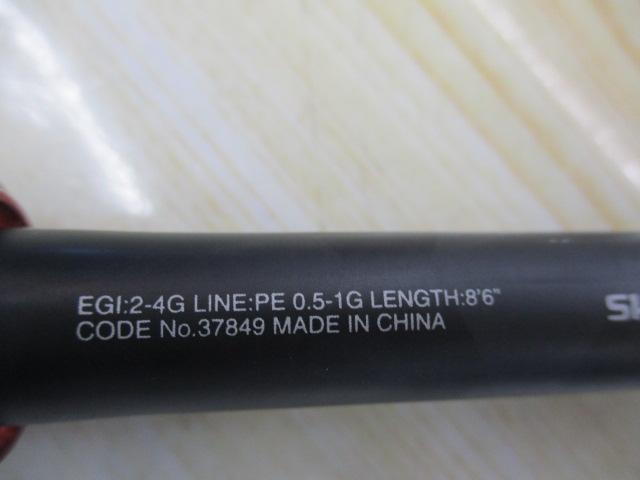 EGI:2-4G LINE:PE 0.5-1G LENGTH:8'6"
CODE No.37849 MADE IN CHINA